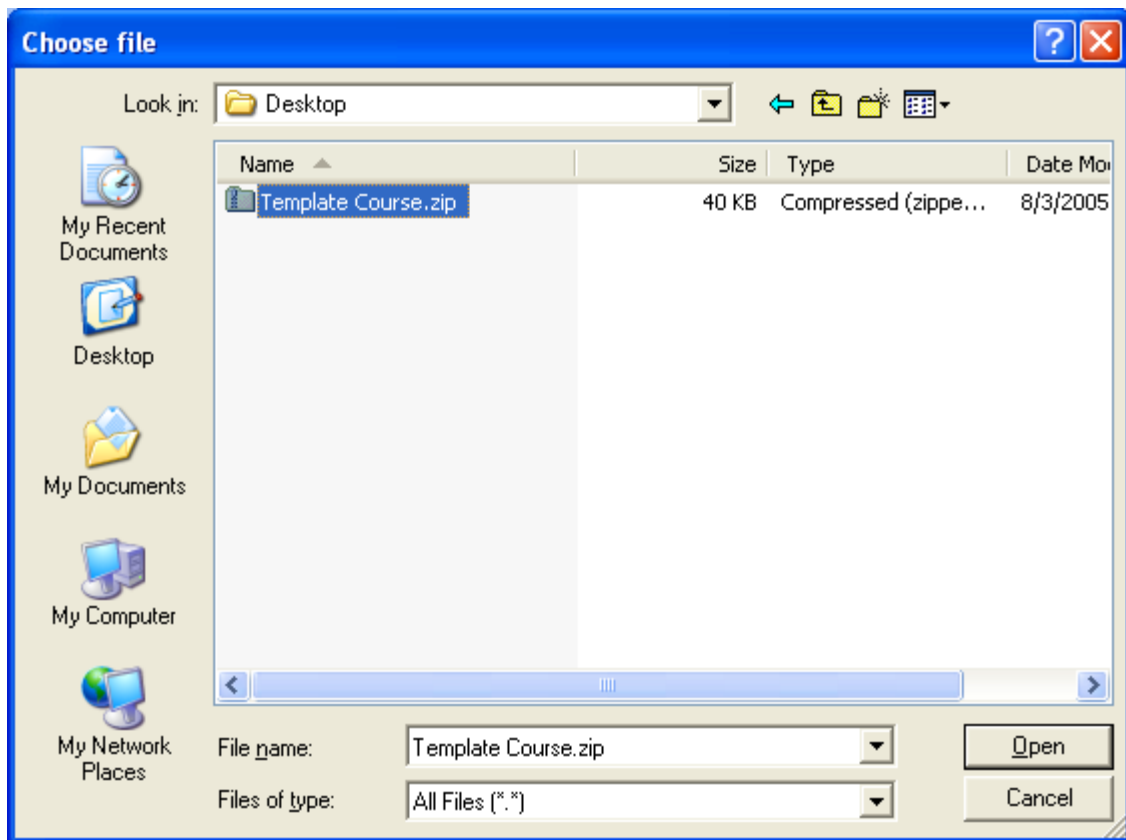 Choose file
Look in: Desktop
Name Size Type Date Mo
Template Course.zip 40 KB Compressed (zippe... 8/3/2005
My Recent
Documents
Desktop
My Documents
My Computer
My Network
Places
File name: Template Course.zip Open
Files of type: All Files (*.*) Cancel